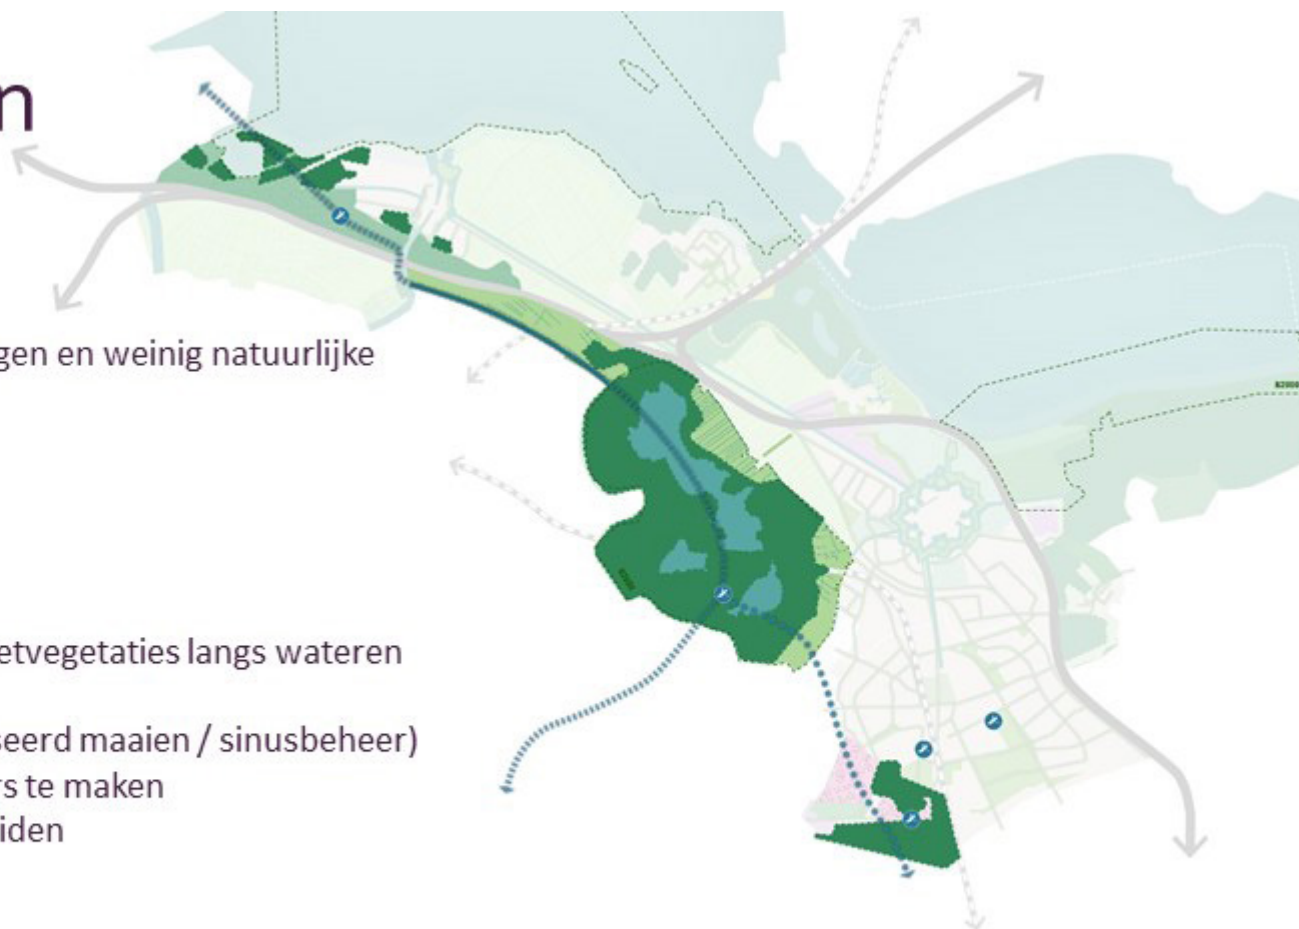 n
gen en weinig natuurlijke
etvegetaties langs wateren
seerd maaien / sinusbeheer)
rs te maken
iden